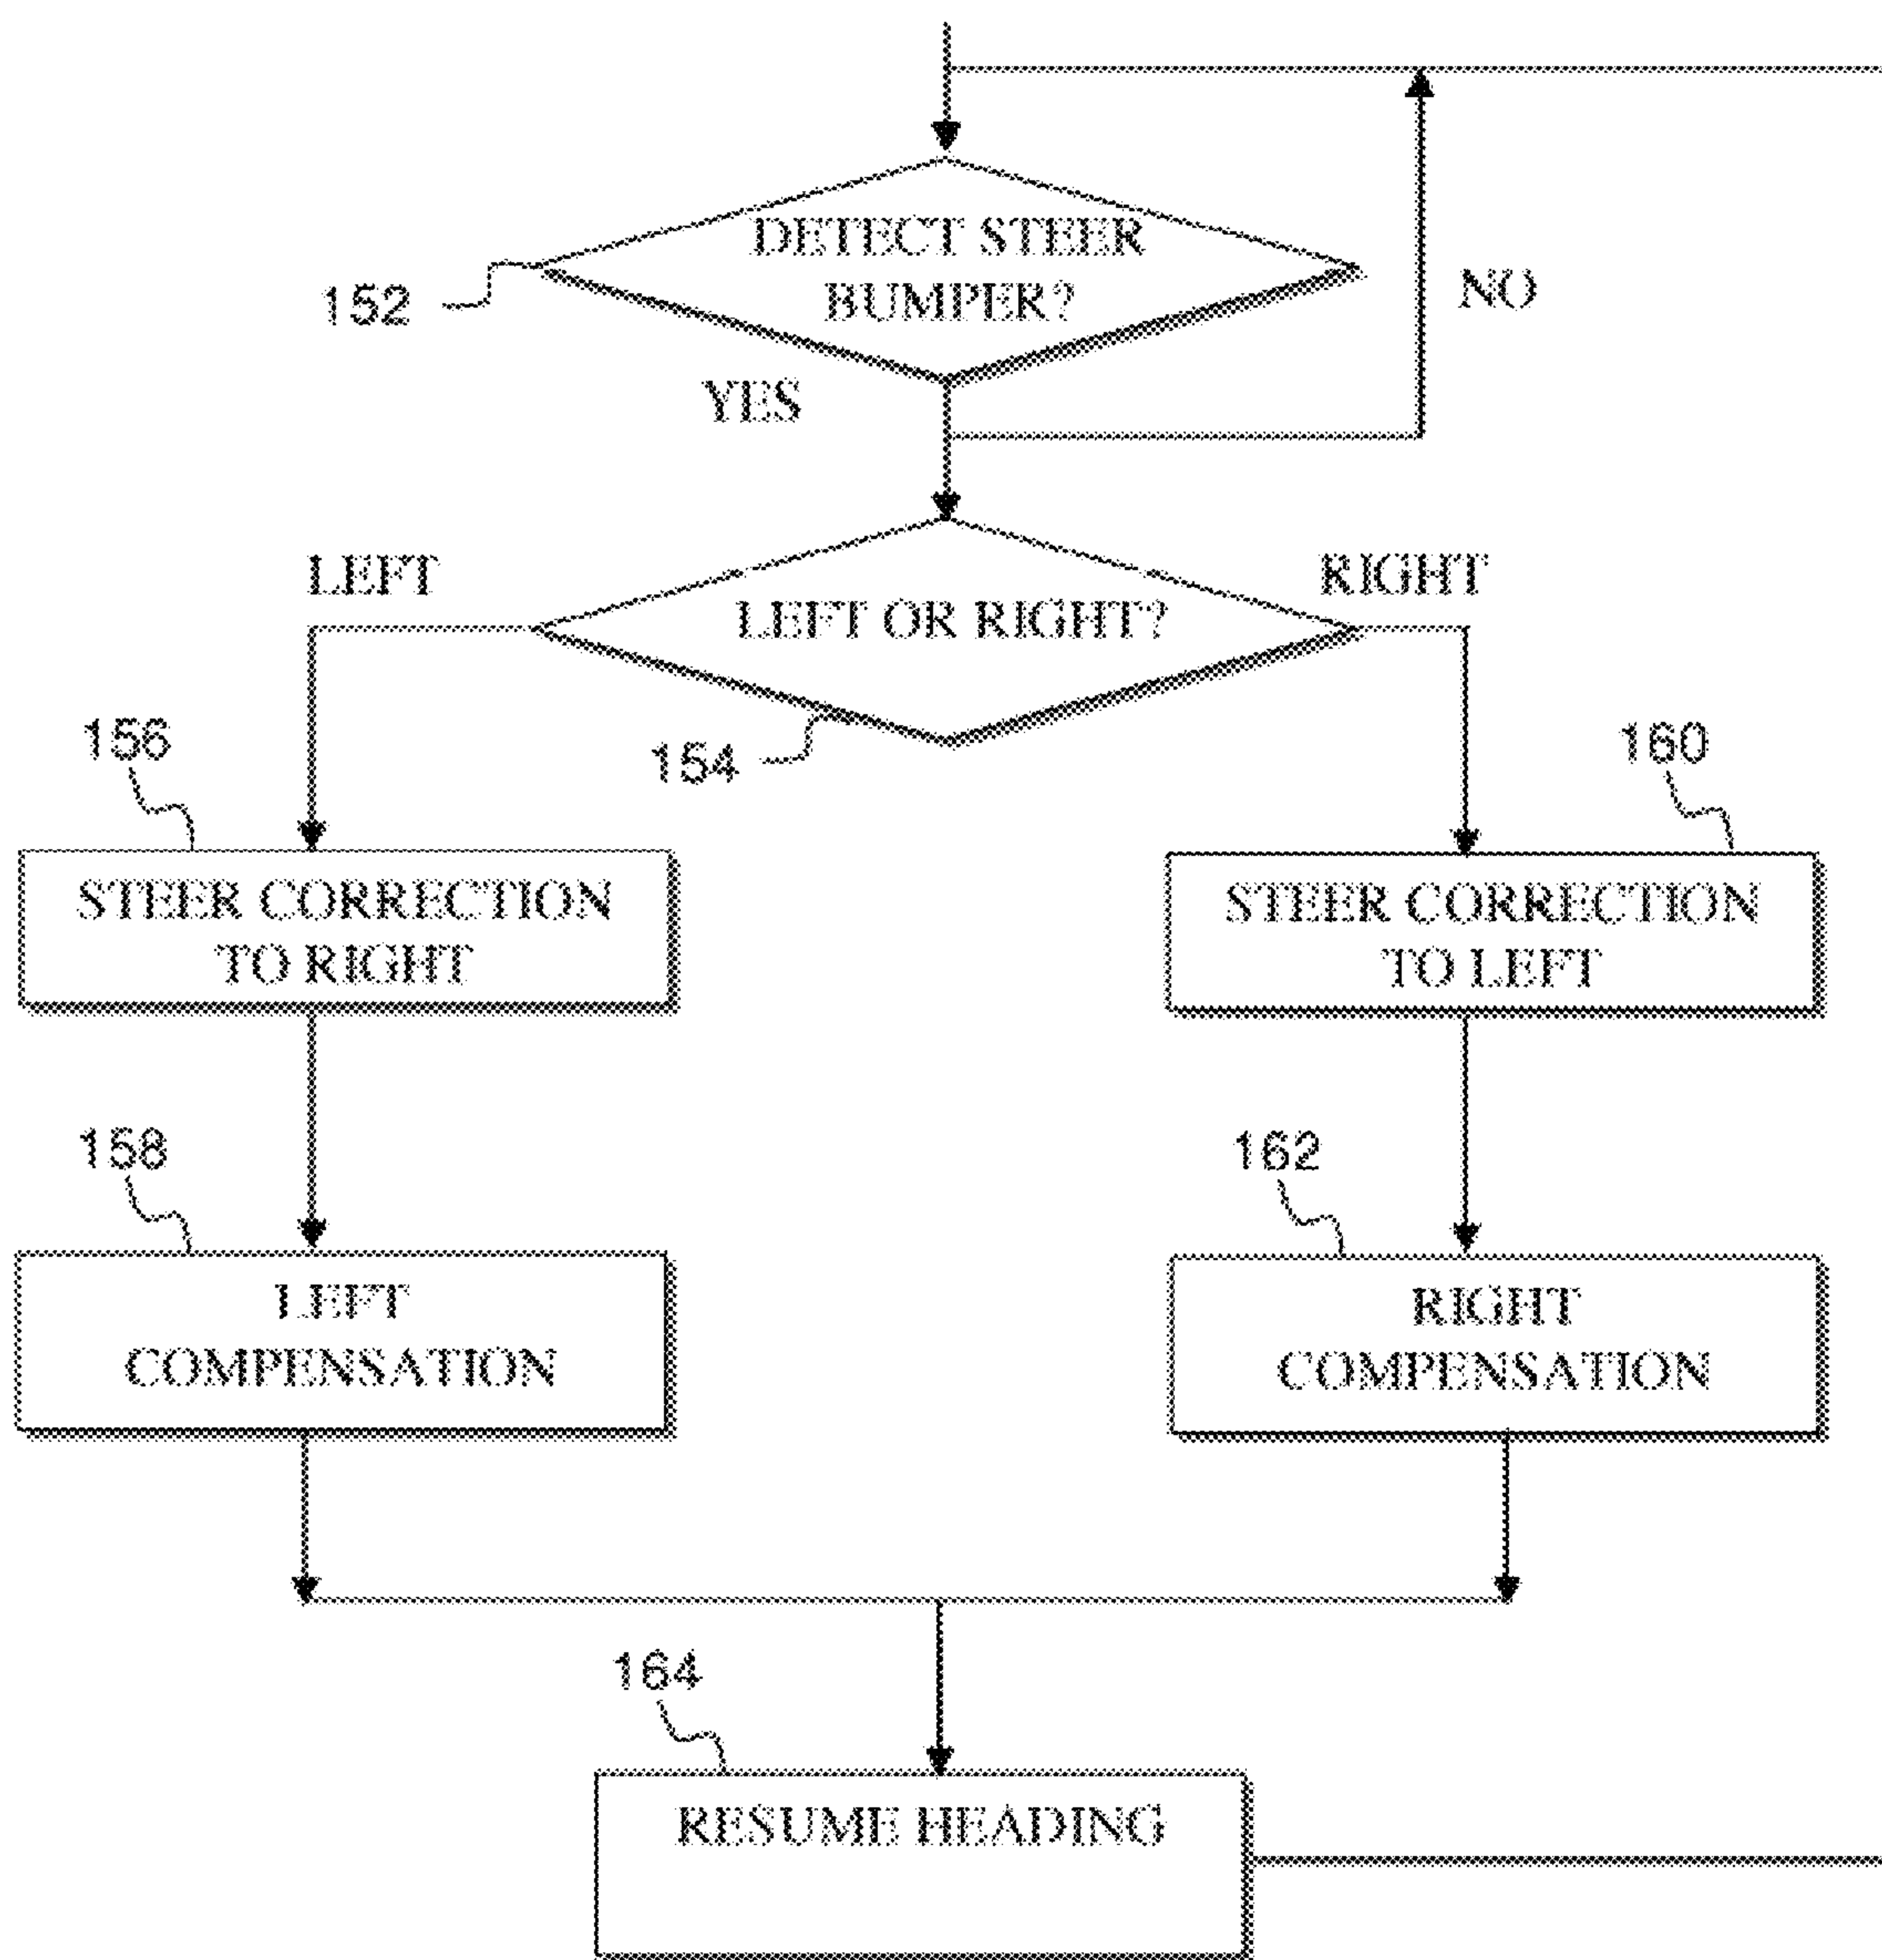 DETECT STEER
BUMPER?
152
NO
YES
LEFT
RIGHT
LEFT OR RIGHT?
154
156
160
STEER CORRECTION
TO RIGHT
STEER CORRECTION
TO LEFT
158
162
LEFT
COMPENSATION
RIGHT
COMPENSATION
164
RESUME HEADING